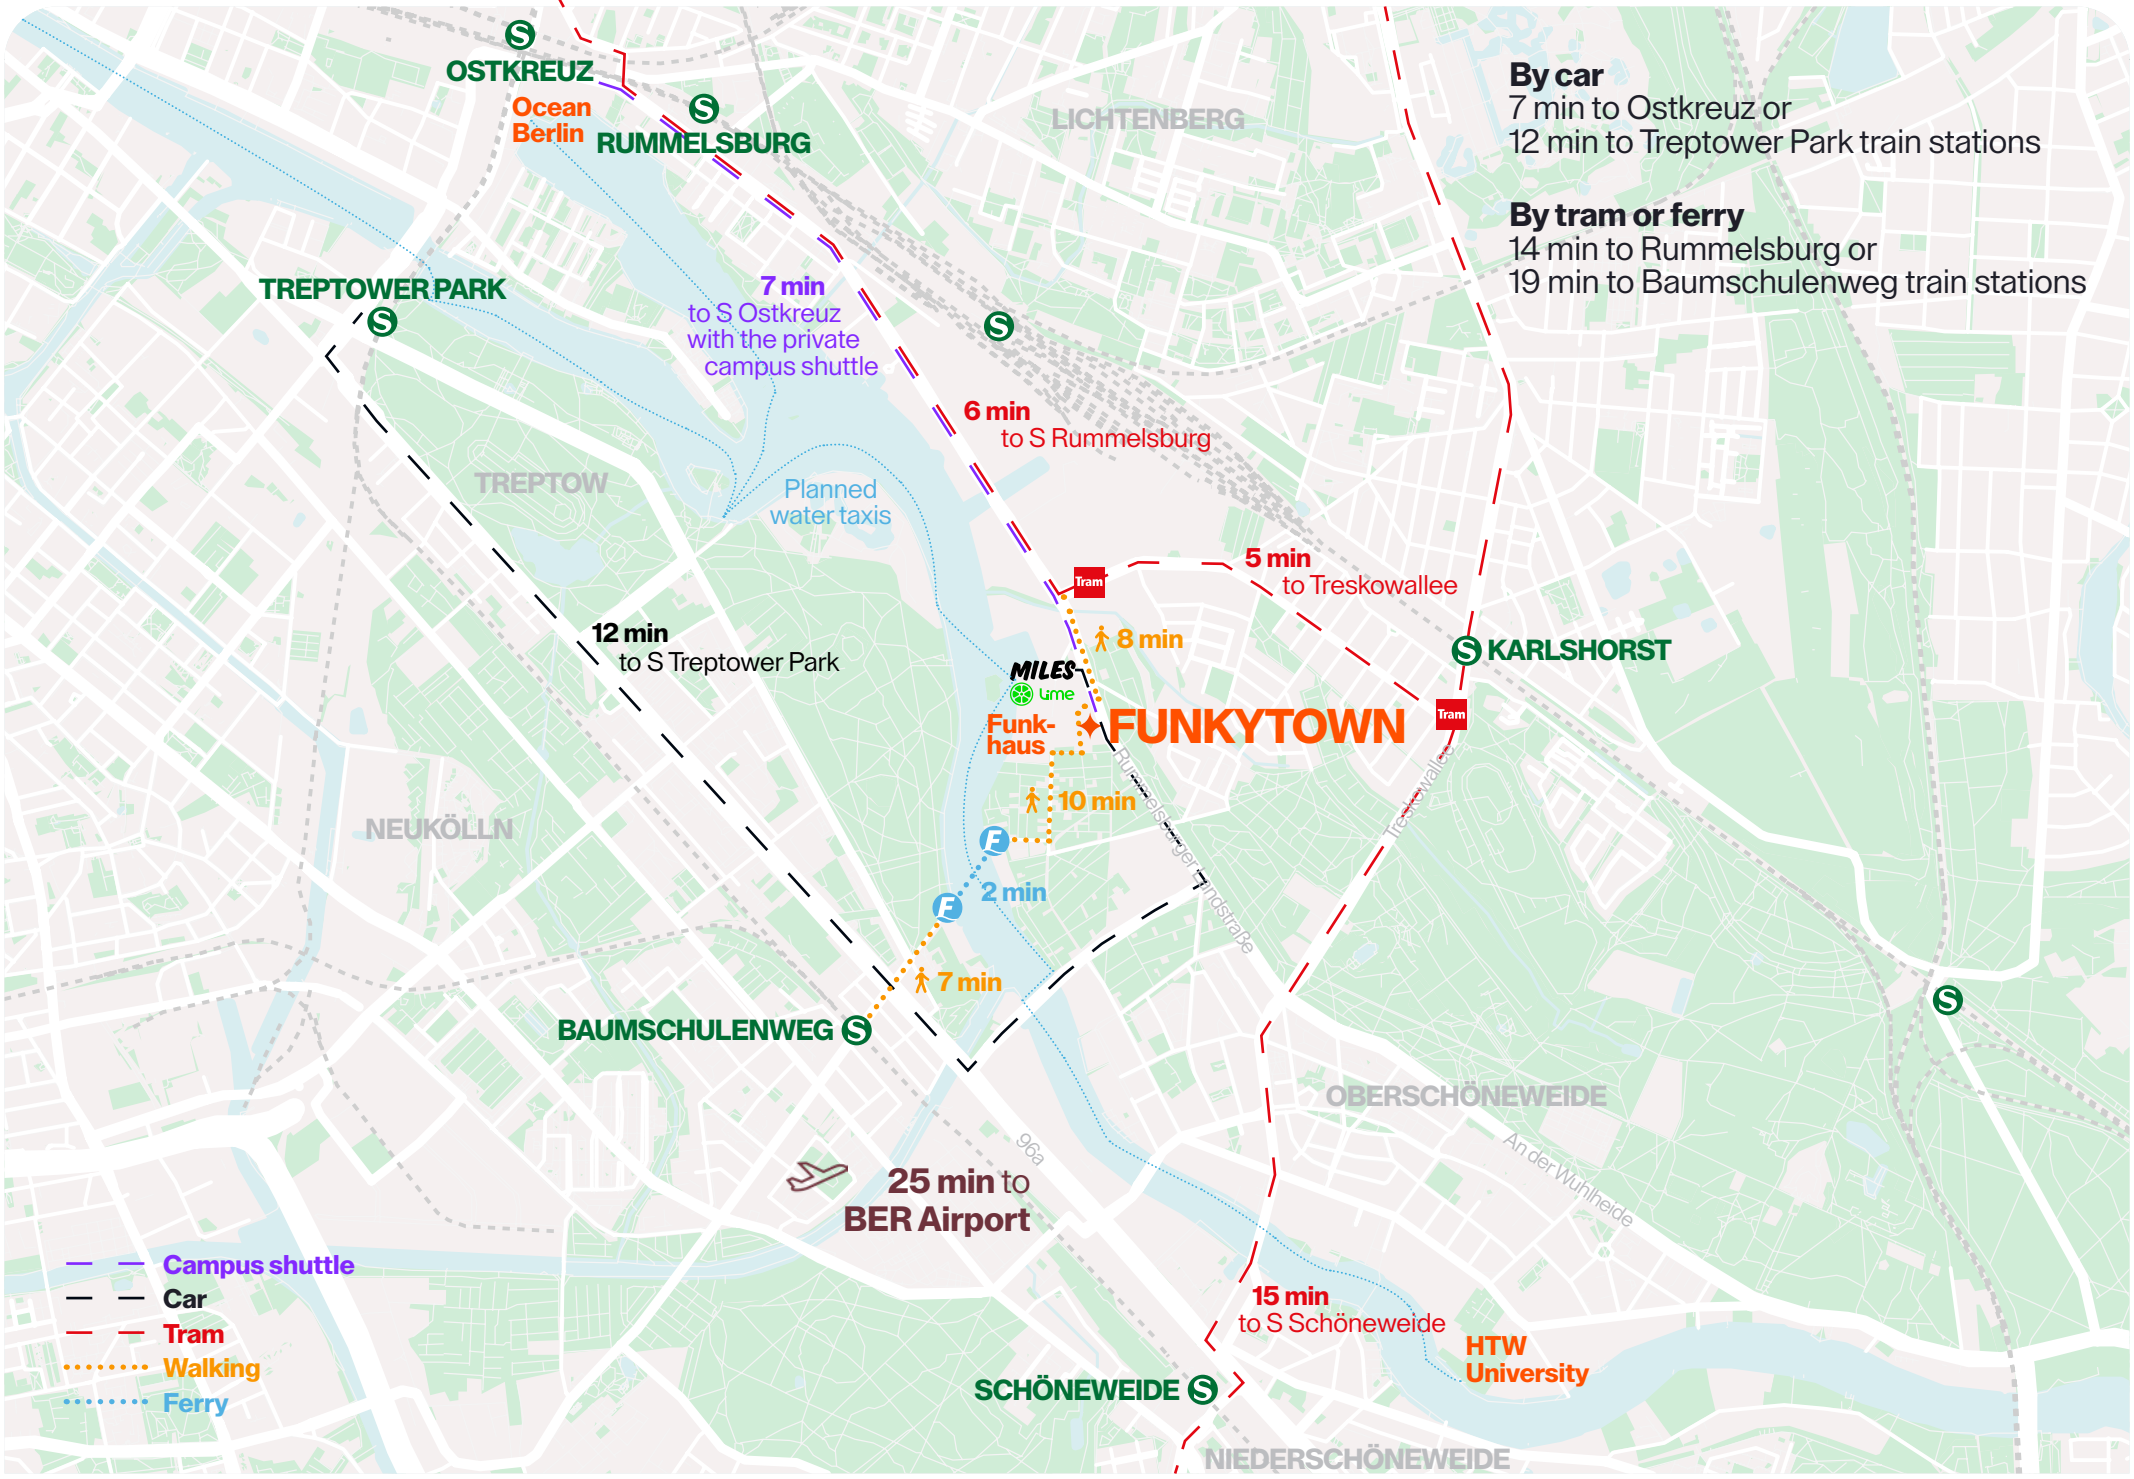 S
OSTKREUZ
Ocean
Berlin
S
RUMMELSBURG
LICHTENBERG
By car
7 min to Ostkreuz or
12 min to Treptower Park train stations
By tram or ferry
14 min to Rummelsburg or
19 min to Baumschulenweg train stations
TREPTOWER PARK
S
7 min
to S Ostkreuz
with the private
campus shuttle
S
6 min
to S Rummelsburg
TREPTOW
Planned
water taxis
Tram
5 min
to Treskowallee
12 min
to S Treptower Park
8 min
S KARLSHORST
MILES
Lime
Funk-
haus
FUNKYTOWN
Tram
Rummelsburger Landstraße
Treskowallee
10 min
NEUKÖLLN
F
2 min
F
7 min
BAUMSCHULENWEG S
S
OBERSCHÖNEWEIDE
An der Wuhlheide
96a
25 min to
BER Airport
Campus shuttle
Car
Tram
Walking
Ferry
15 min
to S Schöneweide
HTW
University
SCHÖNEWEIDE S
NIEDERSCHÖNEWEIDE